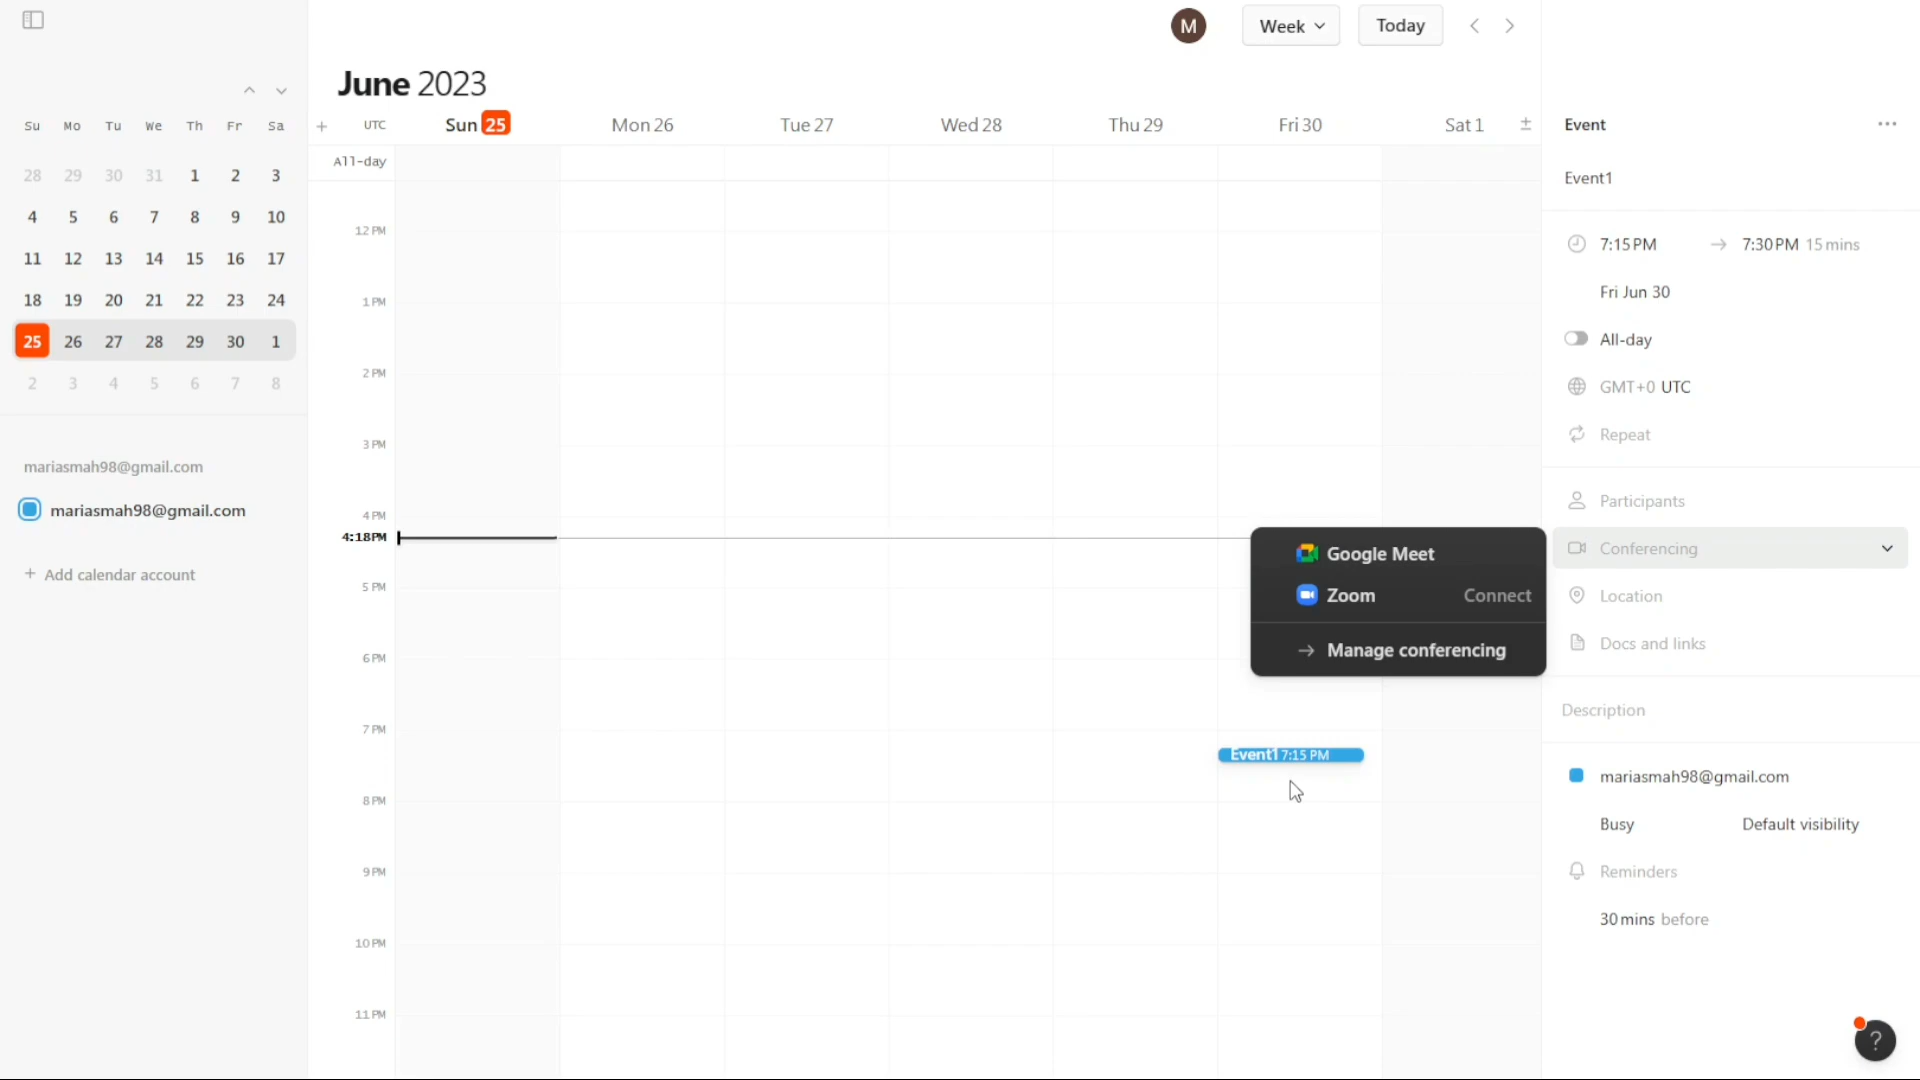 M
Week
Today
June 2023
Su Mo Tu We Th Fr Sa
28 29 30 31 1 2 3
4 5 6 7 8 9 10
11 12 13 14 15 16 17
18 19 20 21 22 23 24
25 26 27 28 29 30 1
2 3 4 5 6 7 8
mariasmah98@gmail.com
mariasmah98@gmail.com
+ Add calendar account
+ UTC Sun 25 Mon 26 Tue 27 Wed 28 Thu 29 Fri 30 Sat 1
All-day
12 PM
1 PM
2 PM
3 PM
4 PM
4:18PM
5 PM
6 PM
7 PM
8 PM
9 PM
10 PM
11 PM
Event1 7:15 PM
Google Meet
Zoom Connect
→ Manage conferencing
Event
Event1
7:15 PM → 7:30 PM 15 mins
Fri Jun 30
All-day
GMT+0 UTC
Repeat
Participants
Conferencing
Location
Docs and links
Description
mariasmah98@gmail.com
Busy Default visibility
Reminders
30 mins before
?